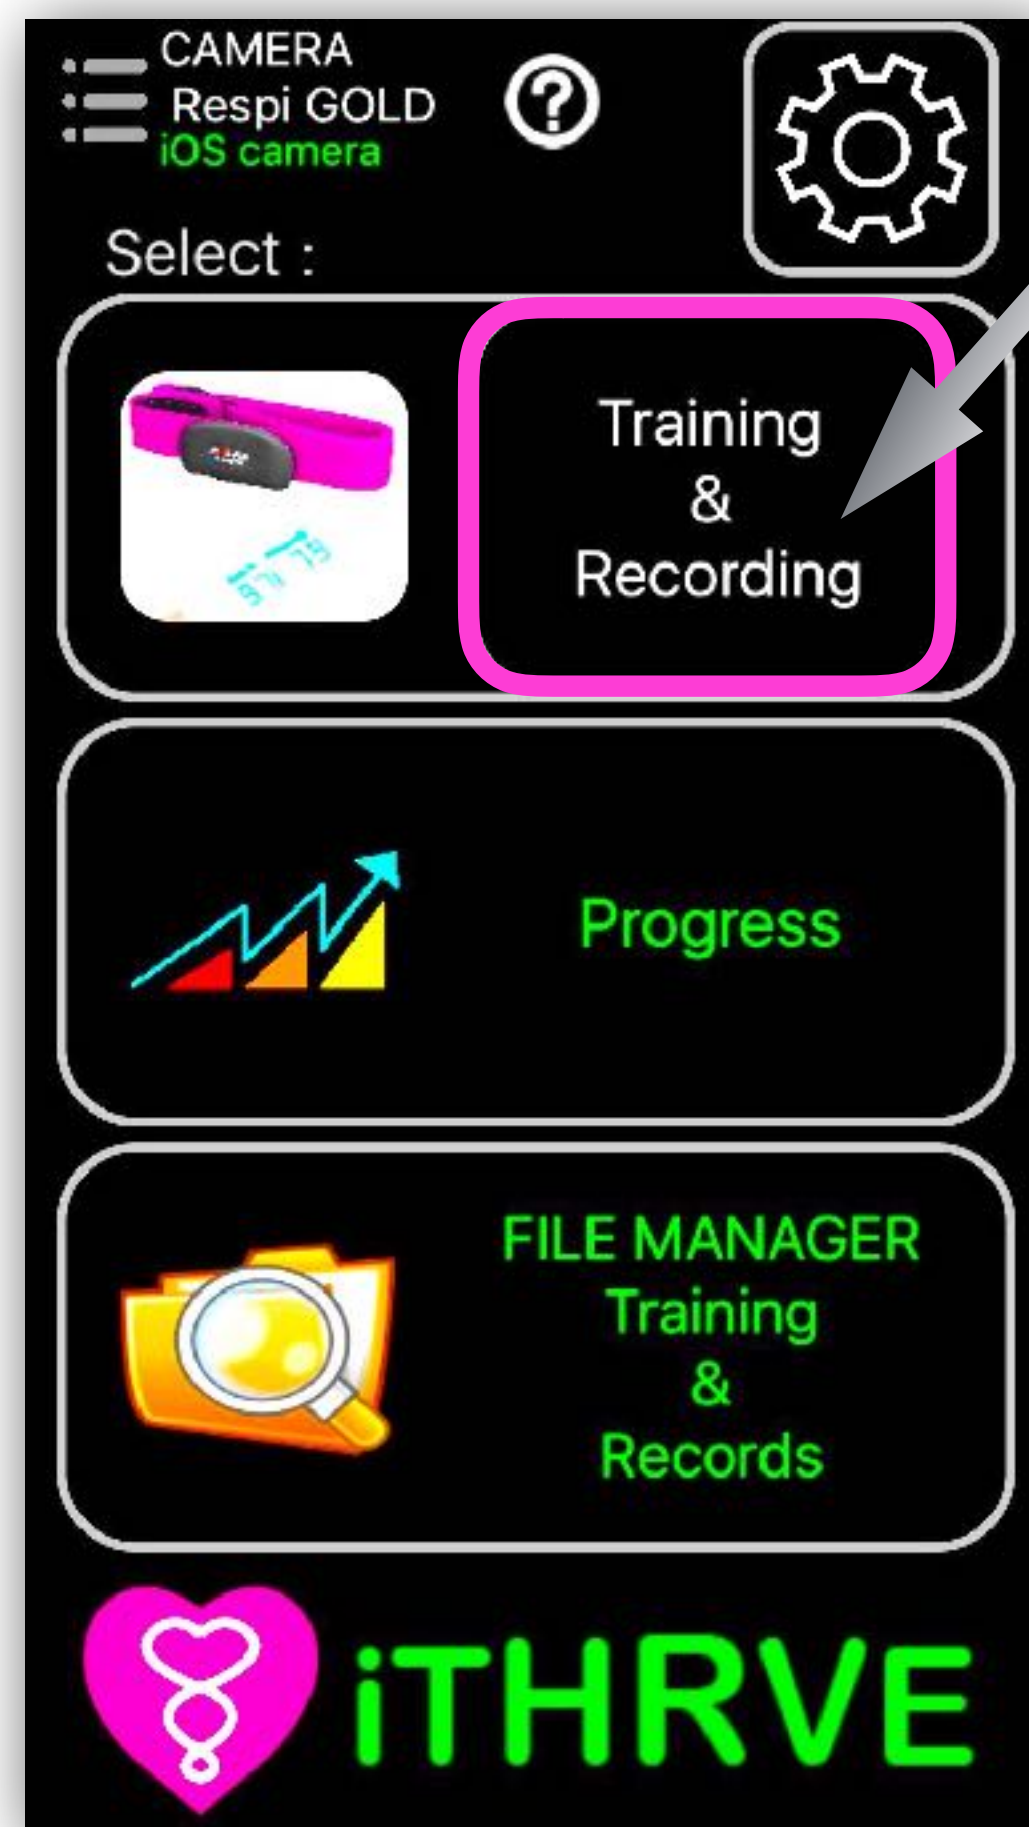 CAMERA
Respi GOLD
iOS camera
Select :
Training
&
Recording
Progress
FILE MANAGER
Training
&
Records
iTHRVE